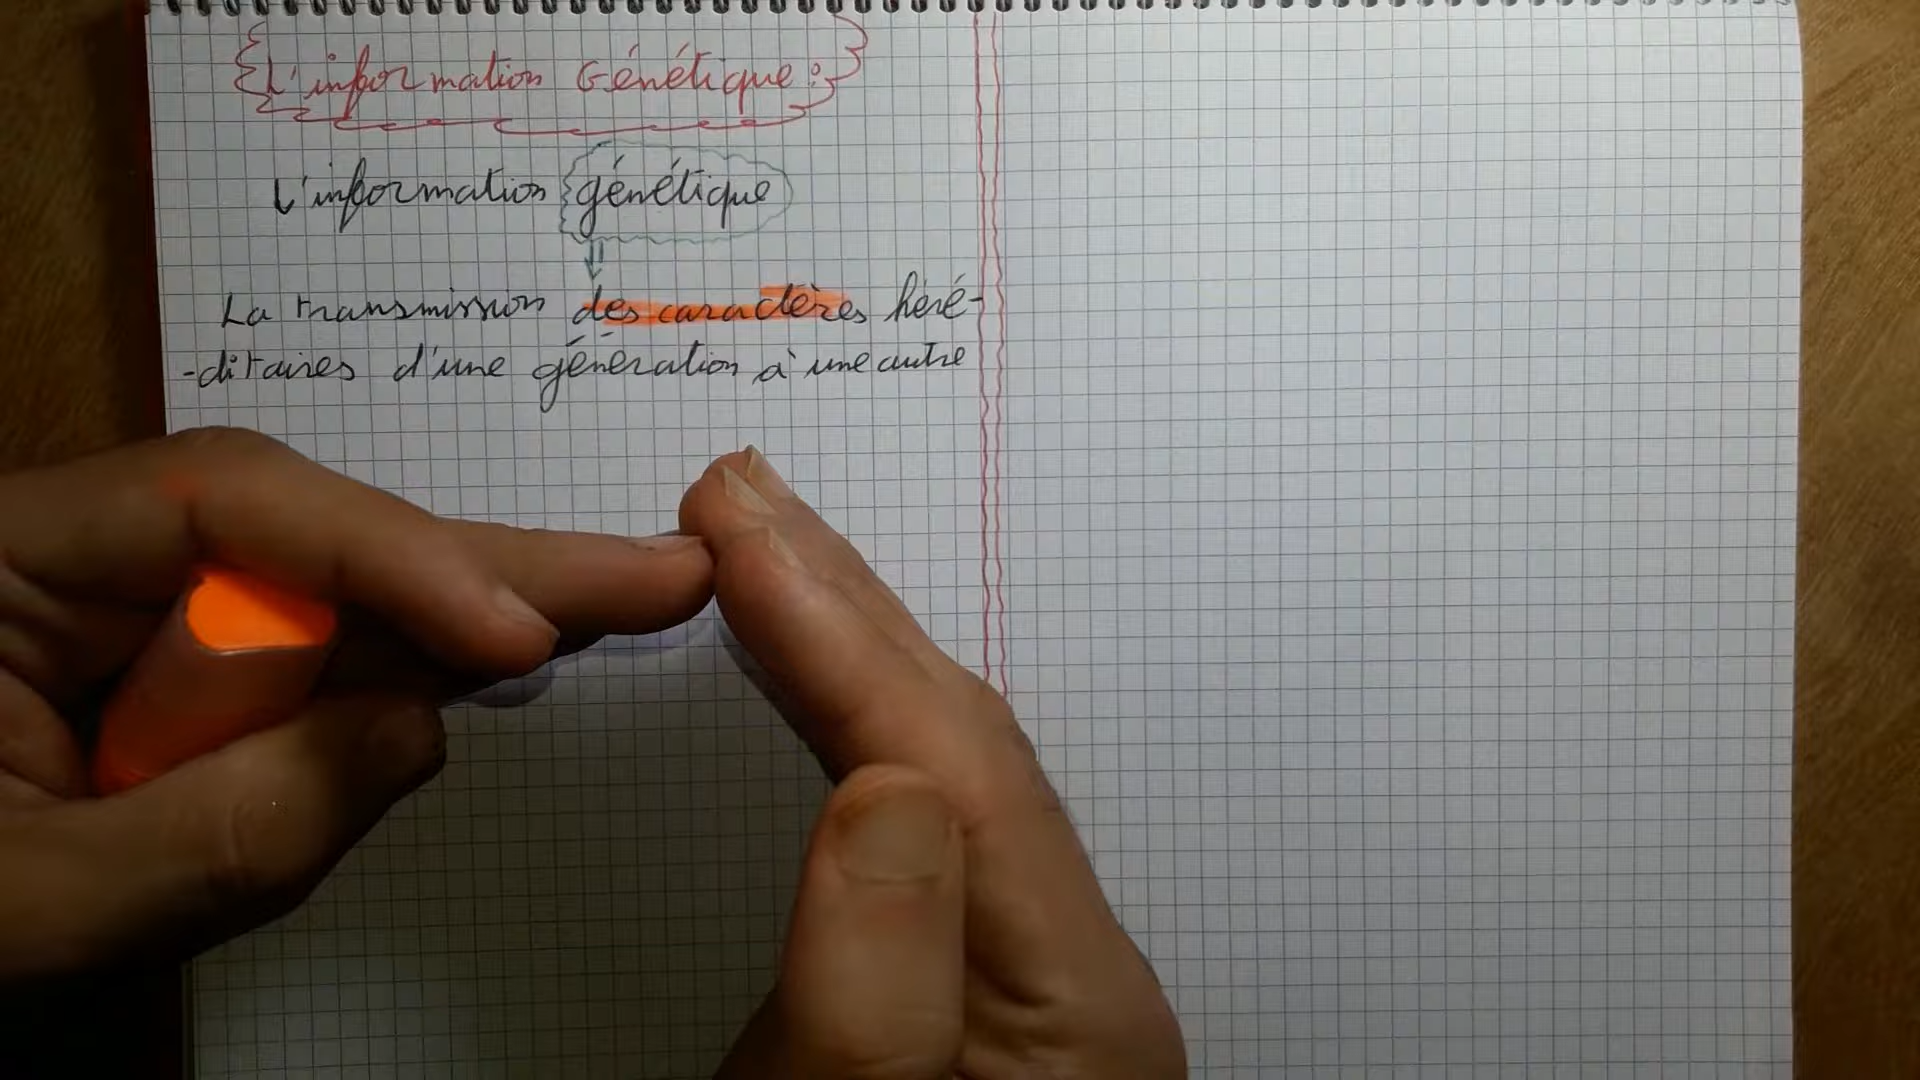 L'information Génétique :
L'information génétique
La transmission des caractères héré-
-ditaires d'une génération à une autre